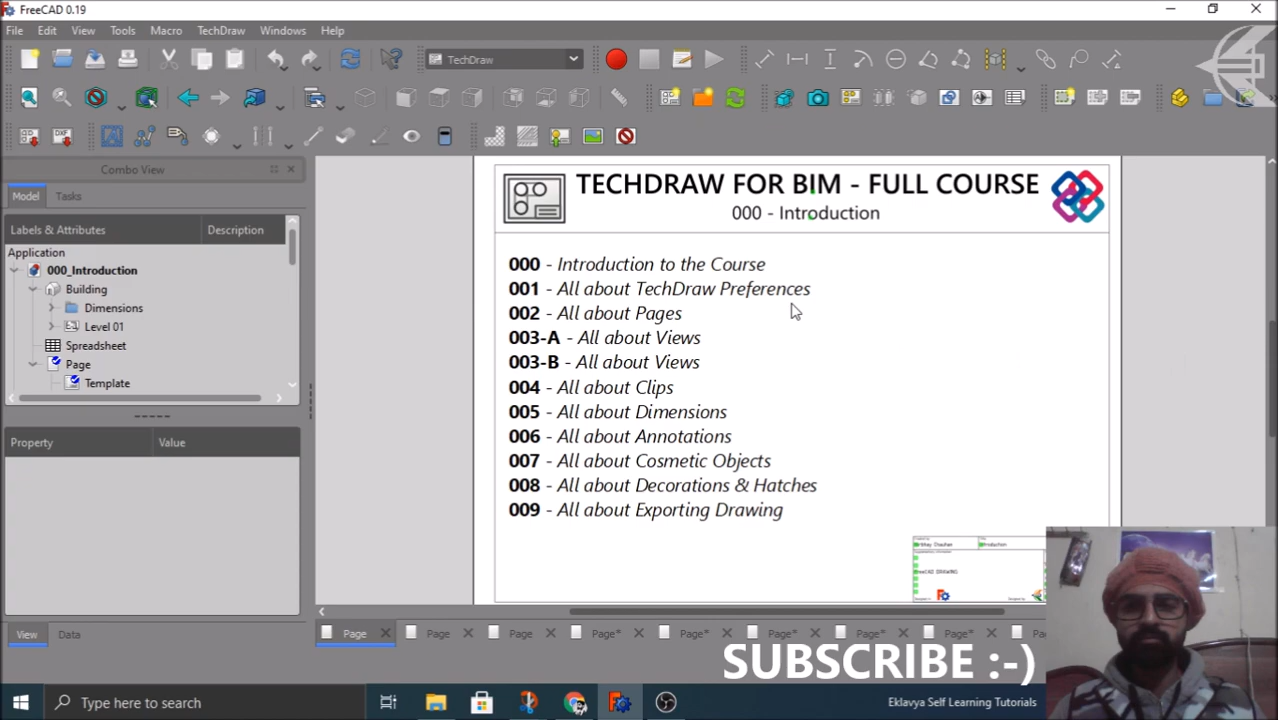 FreeCAD 0.19
File Edit View Tools Macro TechDraw Windows Help
TechDraw
Combo View
Model Tasks
Labels & Attributes Description
Application
000_Introduction
Building
Dimensions
Level 01
Spreadsheet
Page
Template
Property Value
View Data
TECHDRAW FOR BIM - FULL COURSE
000 - Introduction
000 - Introduction to the Course
001 - All about TechDraw Preferences
002 - All about Pages
003-A - All about Views
003-B - All about Views
004 - All about Clips
005 - All about Dimensions
006 - All about Annotations
007 - All about Cosmetic Objects
008 - All about Decorations & Hatches
009 - All about Exporting Drawing
Page Page Page Page* Page* Page* Page* Page*
SUBSCRIBE :-)
Type here to search
Eklavya Self Learning Tutorials